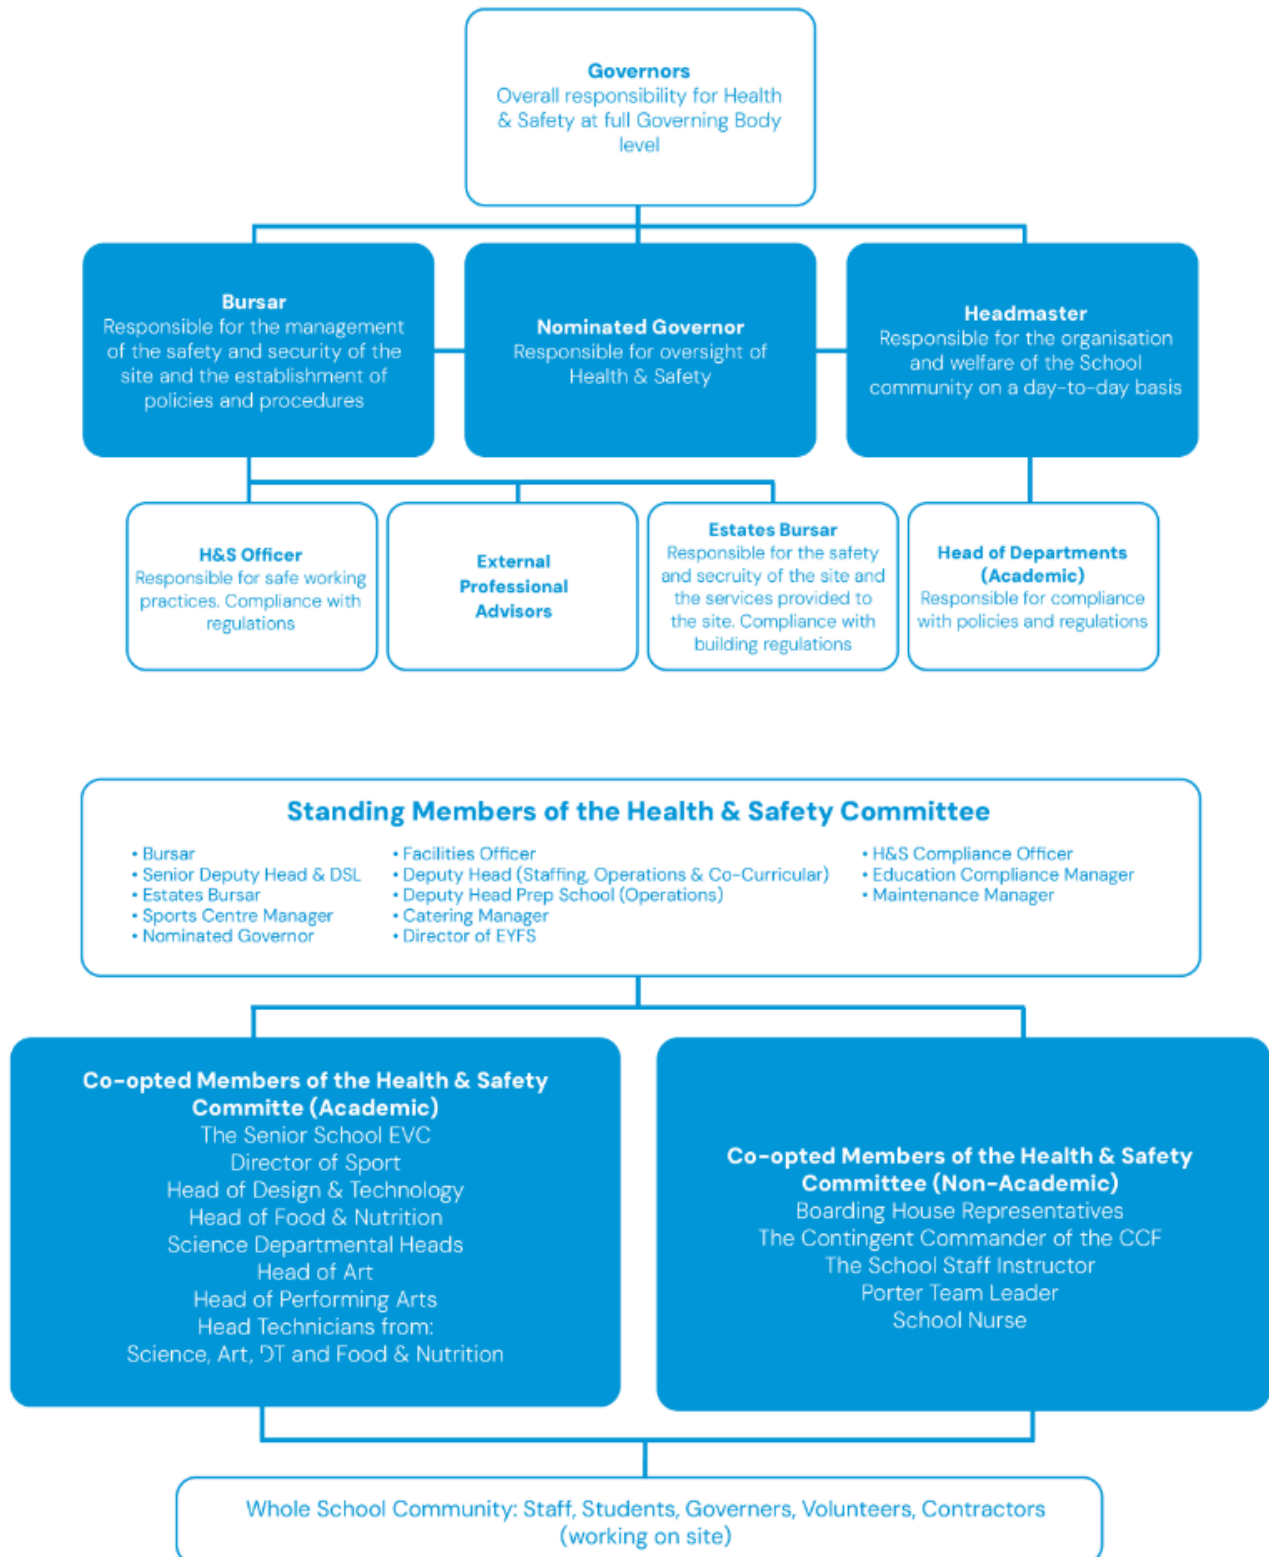 Governors
Overall responsibility for Health
& Safety at full Governing Body
level
Bursar
Responsible for the management
of the safety and security of the
site and the establishment of
policies and procedures
Nominated Governor
Responsible for oversight of
Health & Safety
Headmaster
Responsible for the organisation
and welfare of the School
community on a day-to-day basis
H&S Officer
Responsible for safe working
practices. Compliance with
regulations
External
Professional
Advisors
Estates Bursar
Responsible for the safety
and secruity of the site and
the services provided to
the site. Compliance with
building regulations
Head of Departments
(Academic)
Responsible for compliance
with policies and regulations
Standing Members of the Health & Safety Committee
• Bursar
• Senior Deputy Head & DSL
• Estates Bursar
• Sports Centre Manager
• Nominated Governor
• Facilities Officer
• Deputy Head (Staffing, Operations & Co-Curricular)
• Deputy Head Prep School (Operations)
• Catering Manager
• Director of EYFS
• H&S Compliance Officer
• Education Compliance Manager
• Maintenance Manager
Co-opted Members of the Health & Safety
Committe (Academic)
The Senior School EVC
Director of Sport
Head of Design & Technology
Head of Food & Nutrition
Science Departmental Heads
Head of Art
Head of Performing Arts
Head Technicians from:
Science, Art, DT and Food & Nutrition
Co-opted Members of the Health & Safety
Committee (Non-Academic)
Boarding House Representatives
The Contingent Commander of the CCF
The School Staff Instructor
Porter Team Leader
School Nurse
Whole School Community: Staff, Students, Governers, Volunteers, Contractors
(working on site)